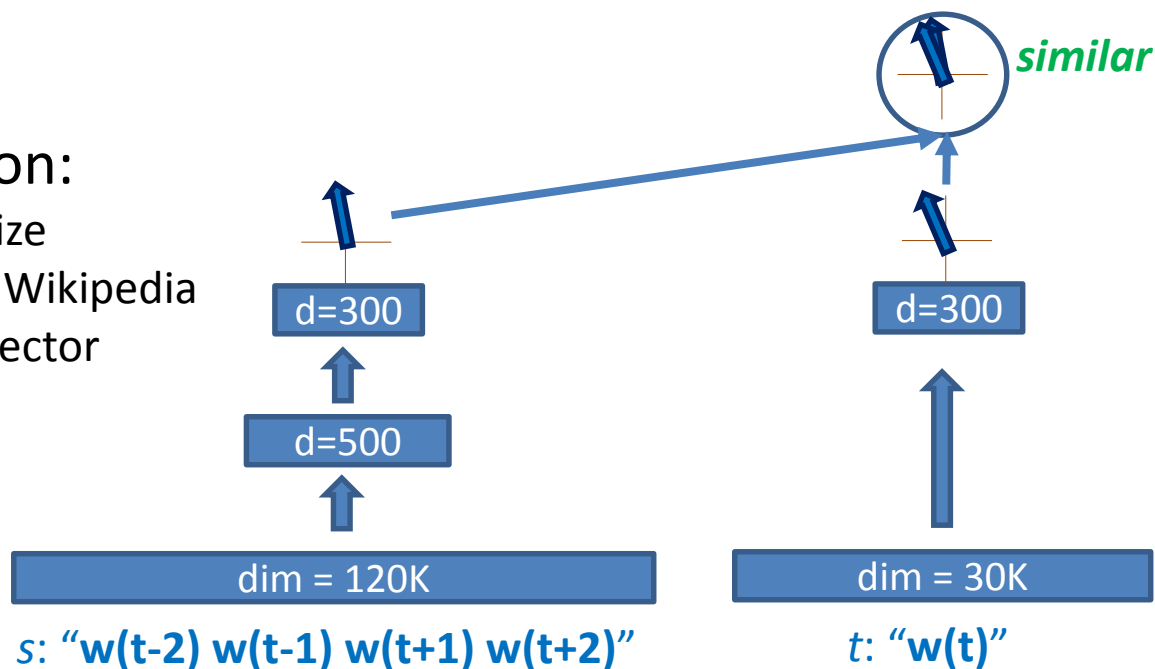 similar
on:
ize
Wikipedia
ector
d=300
d=300
d=500
dim = 120K
dim = 30K
s: “w(t-2) w(t-1) w(t+1) w(t+2)”
t: “w(t)”